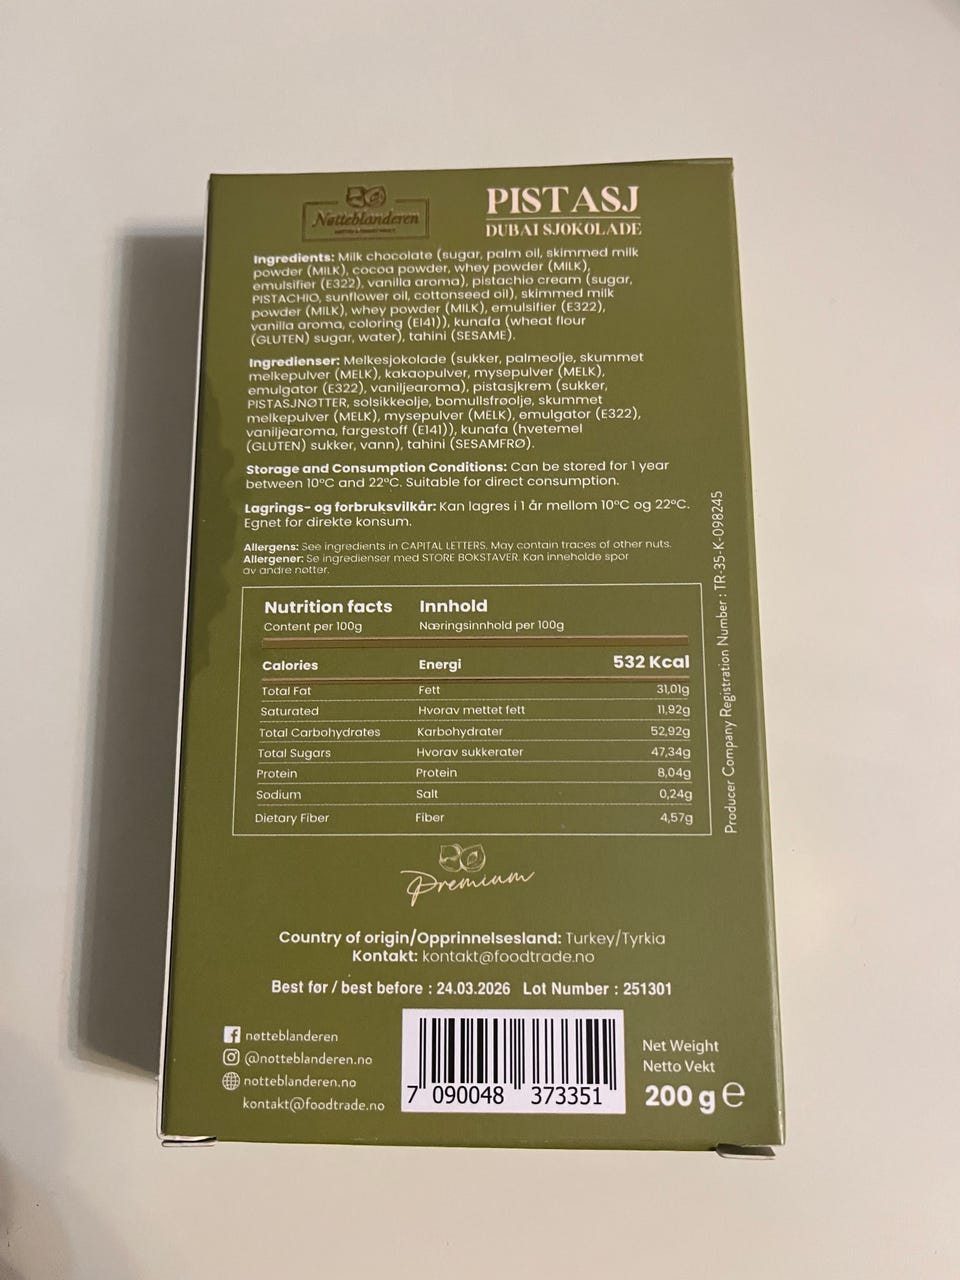 Nøtteblanderen
PISTASJ
DUBAI SJOKOLADE
Ingredients: Milk chocolate (sugar, palm oil, skimmed milk
powder (MILK), cocoa powder, whey powder (MILK),
emulsifier (E322), vanilla aroma), pistachio cream (sugar,
PISTACHIO, sunflower oil, cottonseed oil), skimmed milk
powder (MILK), whey powder (MILK), emulsifier (E322),
vanilla aroma, coloring (E141)), kunafa (wheat flour
(GLUTEN) sugar, water), tahini (SESAME).
Ingredienser: Melkesjokolade (sukker, palmeolje, skummet
melkepulver (MELK), kakaopulver, mysepulver (MELK),
emulgator (E322), vaniljearoma), pistasjkrem (sukker,
PISTASJNØTTER, solsikkeolje, bomullsfrøolje, skummet
melkepulver (MELK), mysepulver (MELK), emulgator (E322),
vaniljearoma, fargestoff (E141)), kunafa (hvetemel
(GLUTEN) sukker, vann), tahini (SESAMFRØ).
Storage and Consumption Conditions: Can be stored for 1 year
between 10°C and 22°C. Suitable for direct consumption.
Lagrings- og forbruksvilkår: Kan lagres i 1 år mellom 10°C og 22°C.
Egnet for direkte konsum.
Allergens: See ingredients in CAPITAL LETTERS. May contain traces of other nuts.
Allergener: Se ingredienser med STORE BOKSTAVER. Kan inneholde spor
av andre nøtter.
Nutrition facts Innhold
Content per 100g Næringsinnhold per 100g
Calories Energi 532 Kcal
Total Fat Fett 31,01g
Saturated Hvorav mettet fett 11,92g
Total Carbohydrates Karbohydrater 52,92g
Total Sugars Hvorav sukkerater 47,34g
Protein Protein 8,04g
Sodium Salt 0,24g
Dietary Fiber Fiber 4,57g
Producer Company Registration Number : TR-35-K-098245
Premium
Country of origin/Opprinnelsesland: Turkey/Tyrkia
Kontakt: kontakt@foodtrade.no
Best før / best before : 24.03.2026 Lot Number : 251301
nøtteblanderen
@notteblanderen.no
notteblanderen.no
kontakt@foodtrade.no
7 090048 373351
Net Weight
Netto Vekt
200 g e